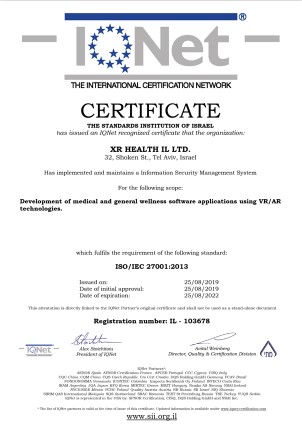 IQNet®
THE INTERNATIONAL CERTIFICATION NETWORK
CERTIFICATE
THE STANDARDS INSTITUTION OF ISRAEL
has issued an IQNet recognized certificate that the organization:
XR HEALTH IL LTD.
32, Shoken St., Tel Aviv, Israel
Has implemented and maintains a Information Security Management System
For the following scope:
Development of medical and general wellness software applications using VR/AR
technologies.
which fulfils the requirement of the following standard:
ISO/IEC 27001:2013
Issued on: 25/08/2019
Date of initial approval: 25/08/2019
Date of expiration: 25/08/2022
This attestation is directly linked to the IQNet Partner's original certificate and shall not be used as a stand-alone document
Registration number: IL - 103678
IQNet
Alex Stoichitoiu
President of IQNet
Avital Weinberg
Director, Quality & Certification Division
IQNet Partners*:
* The list of IQNet partners is valid at the time of issue of this certificate. Updated information is available under www.iqnet-certification.com
www.sii.org.il